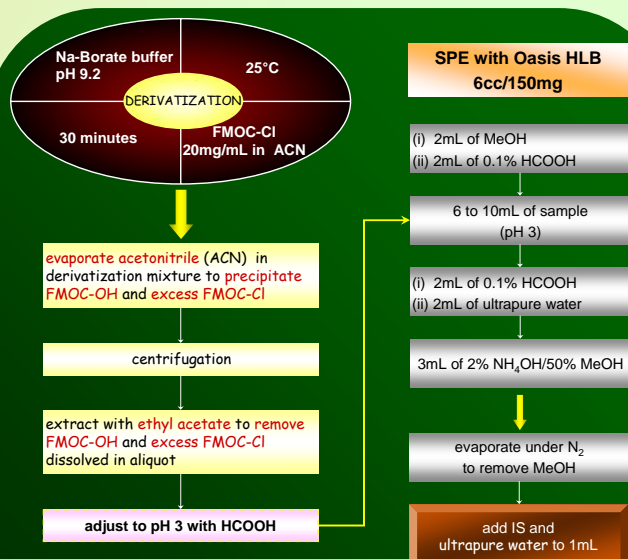 Na-Borate buffer
pH 9.2
25°C
DERIVATIZATION
30 minutes
FMOC-Cl
20mg/mL in ACN
evaporate acetonitrile (ACN) in
derivatization mixture to precipitate
FMOC-OH and excess FMOC-Cl
centrifugation
extract with ethyl acetate to remove
FMOC-OH and excess FMOC-Cl
dissolved in aliquot
adjust to pH 3 with HCOOH
SPE with Oasis HLB
6cc/150mg
(i) 2mL of MeOH
(ii) 2mL of 0.1% HCOOH
6 to 10mL of sample
(pH 3)
(i) 2mL of 0.1% HCOOH
(ii) 2mL of ultrapure water
3mL of 2% NH₄OH/50% MeOH
evaporate under N₂
to remove MeOH
add IS and
ultrapure water to 1mL